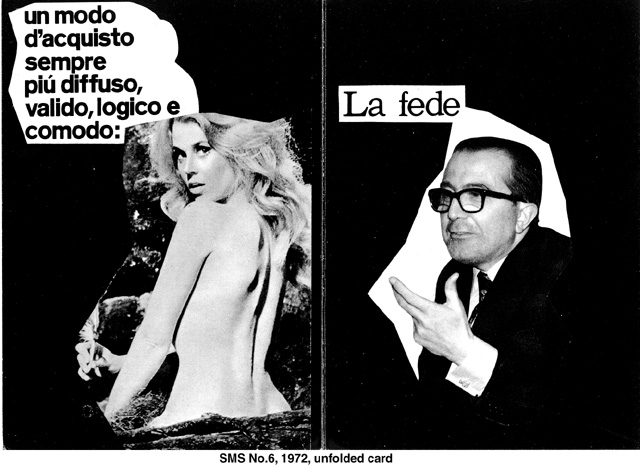 un modo
d'acquisto
sempre
piú diffuso,
valido, logico e
comodo:
La fede
SMS No.6, 1972, unfolded card